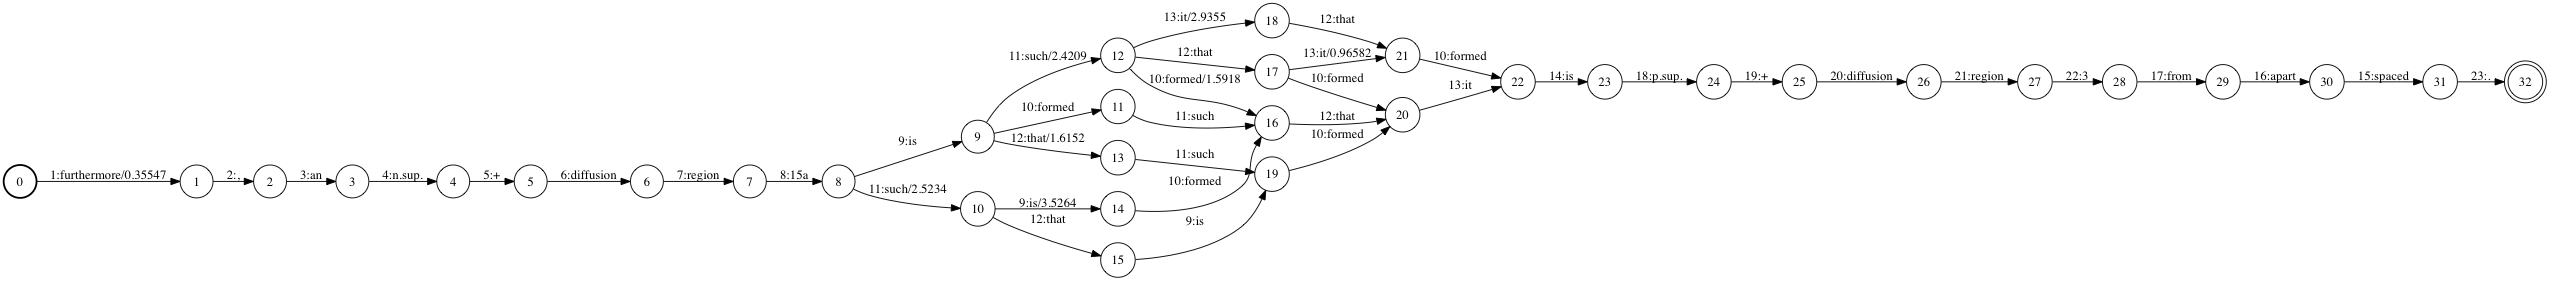 0 1:furthermore/0.35547 1 2:, 2 3:an 3 4:n.sup. 4 5:+ 5 6:diffusion 6 7:region 7 8:15a 8
9:is
11:such/2.5234
9
10
11:such/2.4209
10:formed
12:that/1.6152
9:is/3.5264
12:that
12
11
13
14
15
13:it/2.9355
12:that
10:formed/1.5918
11:such
11:such
10:formed
9:is
18
17
16
19
12:that
13:it/0.96582
10:formed
12:that
10:formed
21
20
10:formed
13:it
22 14:is 23 18:p.sup. 24 19:+ 25 20:diffusion 26 21:region 27 22:3 28 17:from 29 16:apart 30 15:spaced 31 23:. 32